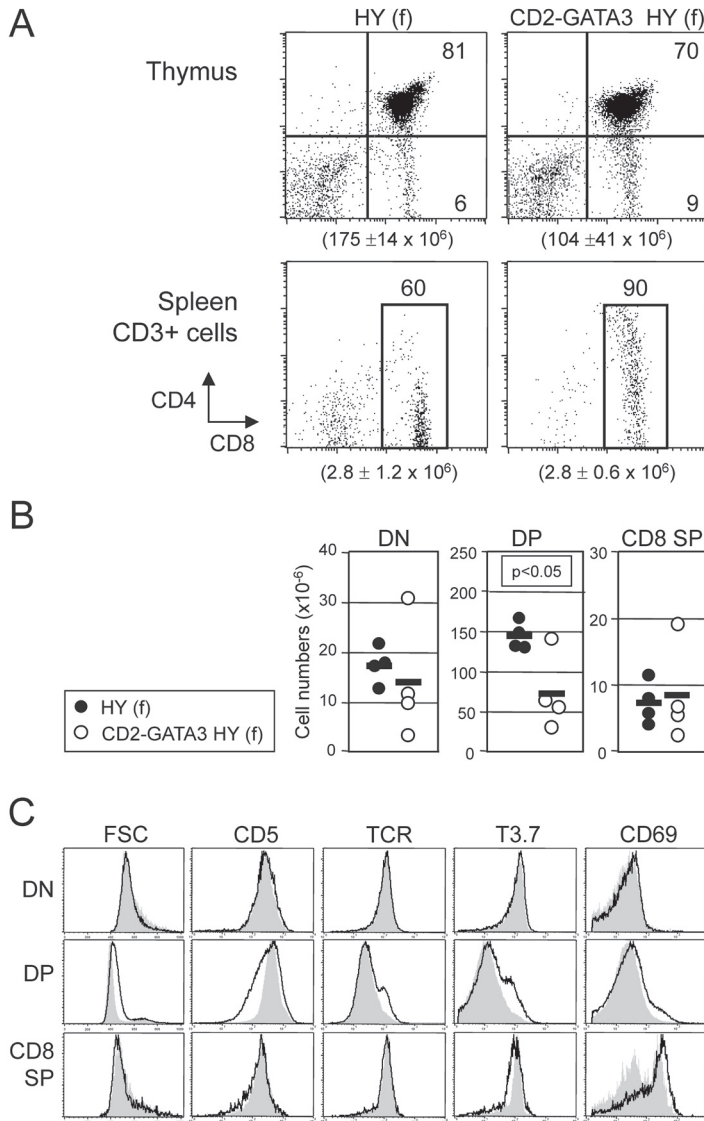 A
HY (f)
CD2-GATA3 HY (f)
Thymus
81
70
6
9
(175 ±14 x 10⁶)
(104 ±41 x 10⁶)
Spleen
CD3+ cells
60
90
CD4
CD8
(2.8 ± 1.2 x 10⁶)
(2.8 ± 0.6 x 10⁶)
B
DN
DP
CD8 SP
Cell numbers (x10⁻⁶)
40
30
20
10
0
250
200
150
100
50
0
p<0.05
30
20
10
0
HY (f)
CD2-GATA3 HY (f)
C
FSC
CD5
TCR
T3.7
CD69
DN
DP
CD8
SP